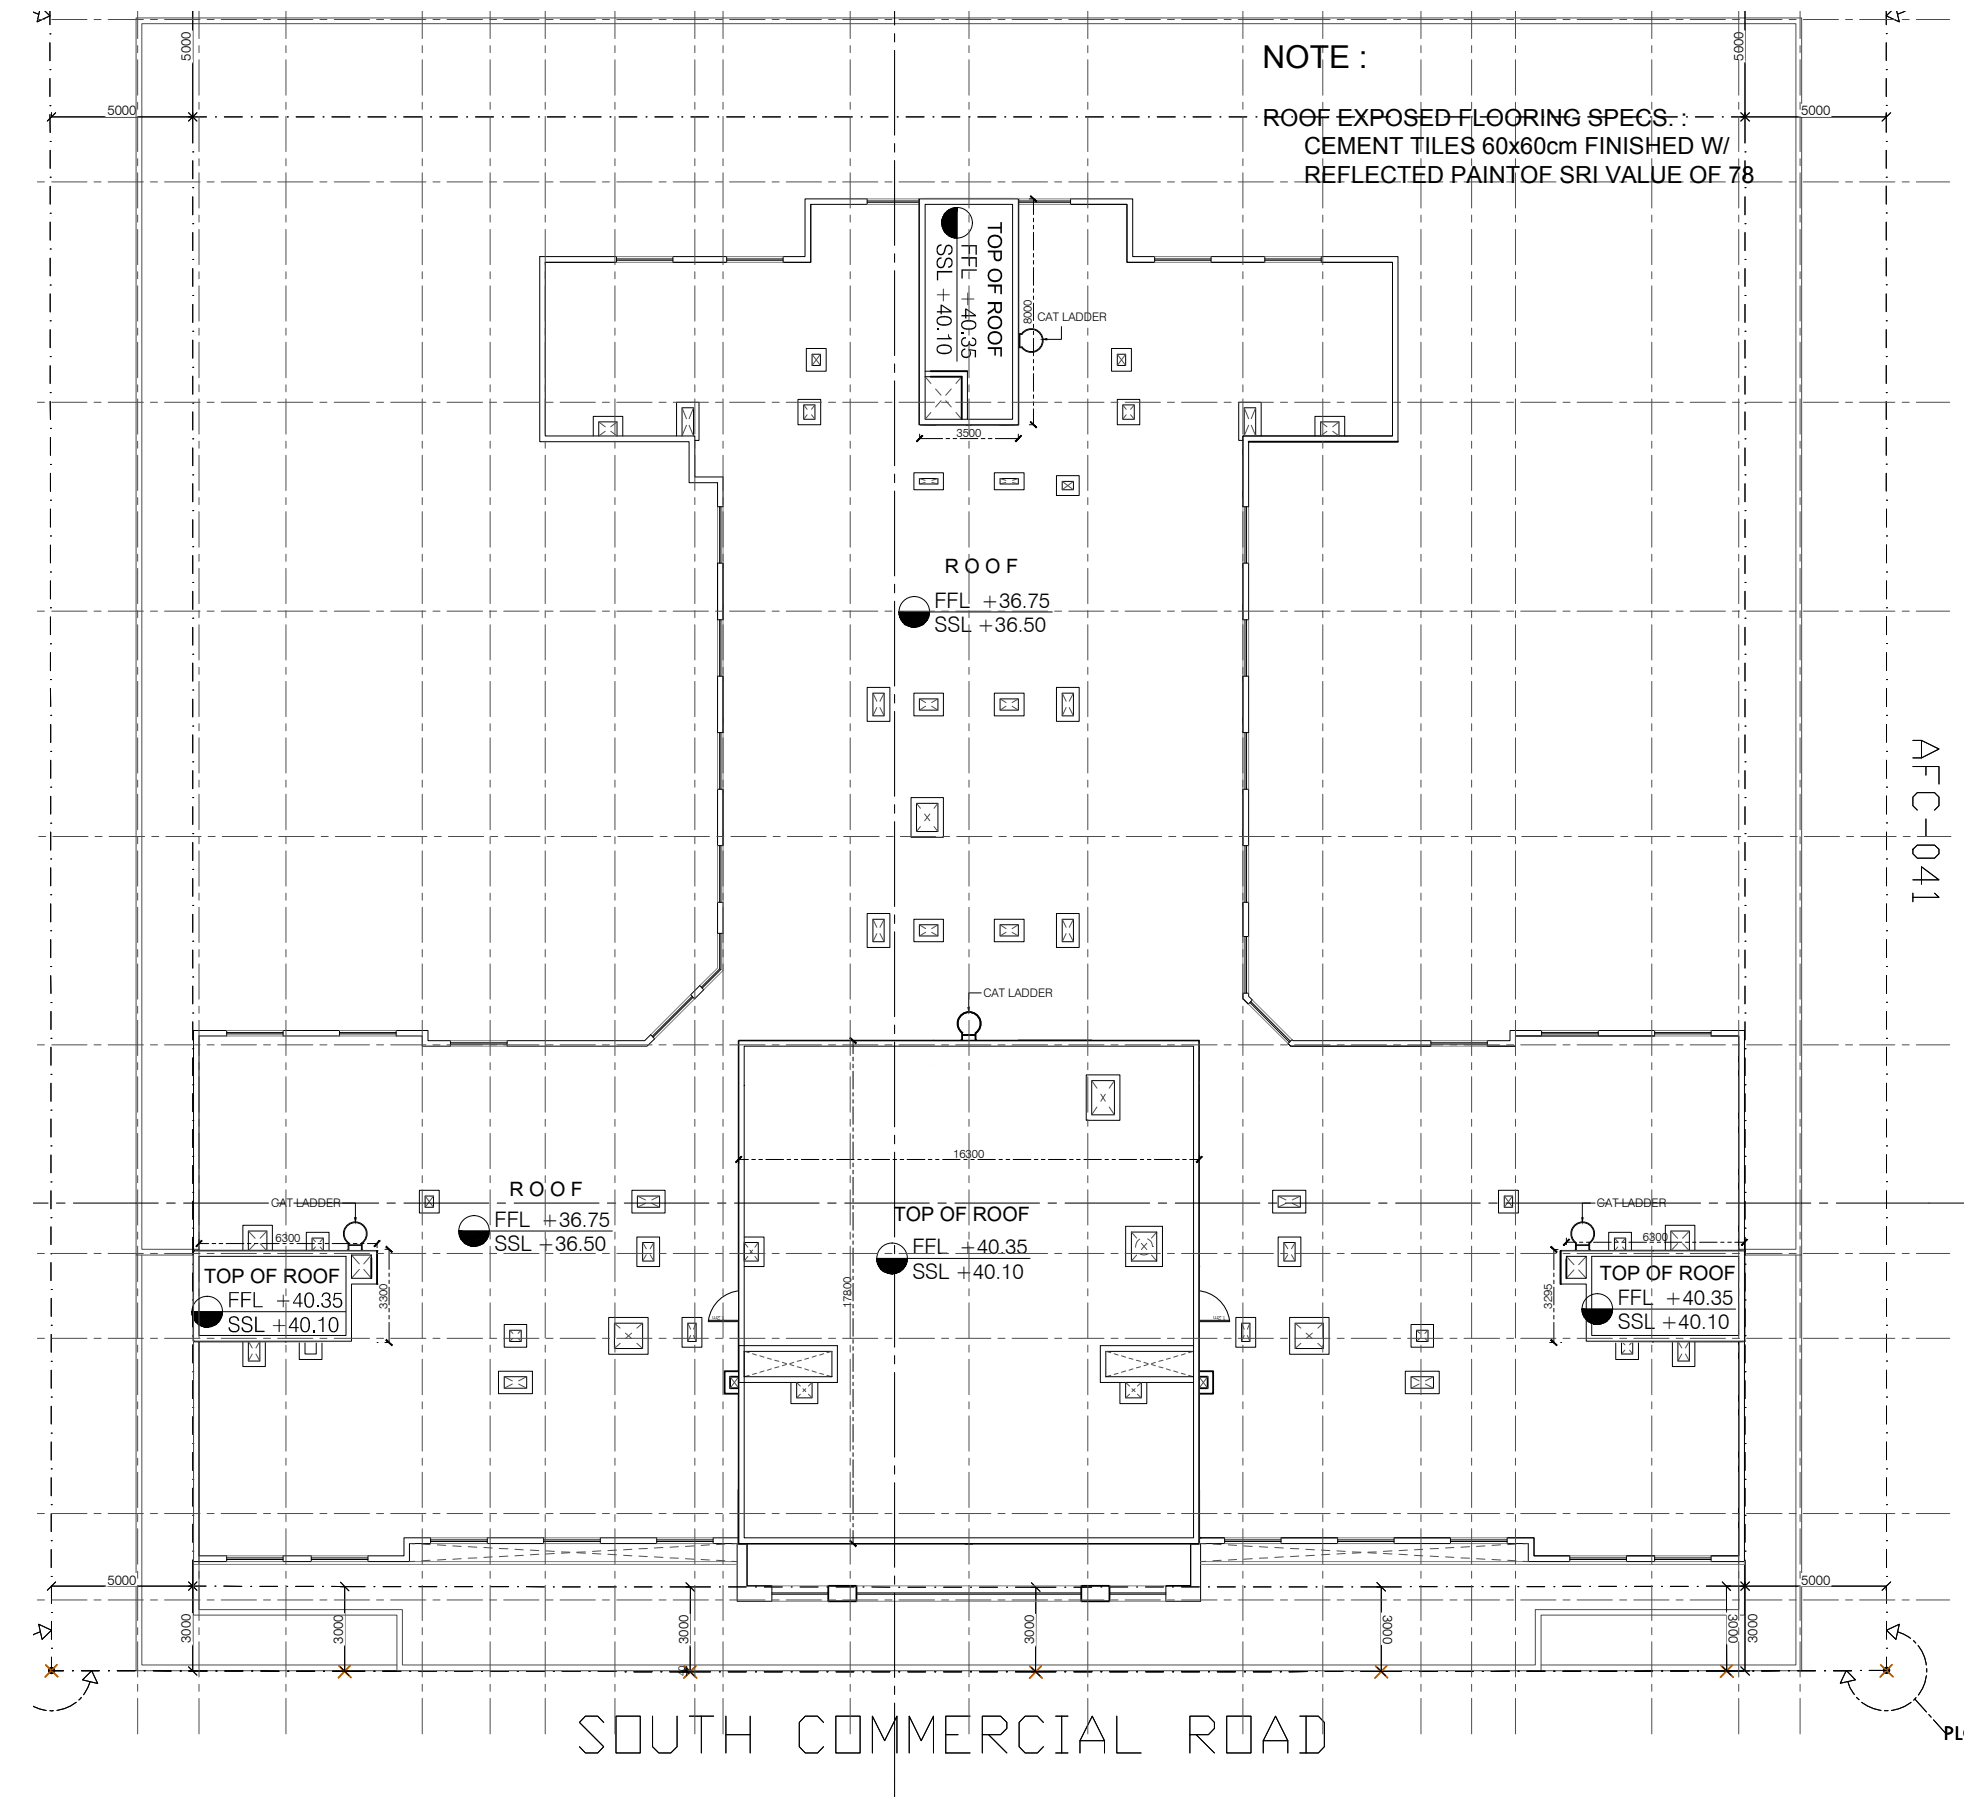 5000
5000
NOTE :
5000
5000
ROOF EXPOSED FLOORING SPECS. :
CEMENT TILES 60x60cm FINISHED W/
REFLECTED PAINTOF SRI VALUE OF 78
TOP OF ROOF
FFL +40.35
SSL +40.10
8000
CAT LADDER
3500
ROOF
FFL +36.75
SSL +36.50
AFC-041
CAT LADDER
16300
CAT LADDER
ROOF
FFL +36.75
SSL +36.50
TOP OF ROOF
FFL +40.35
SSL +40.10
17800
CAT LADDER
6300
TOP OF ROOF
FFL +40.35
SSL +40.10
3300
6300
3295
TOP OF ROOF
FFL +40.35
SSL +40.10
5000
5000
3000
3000
3000
3000
3000
3000
3000
SOUTH COMMERCIAL ROAD